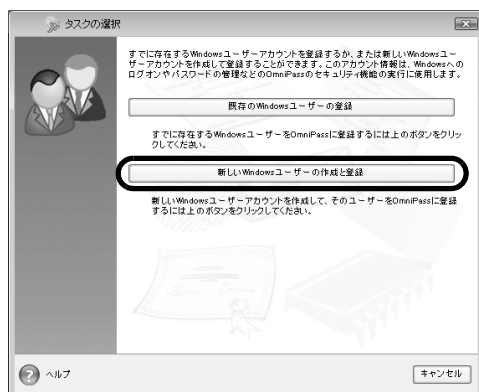 タスクの選択
すでに存在するWindowsユーザーアカウントを登録するか、または新しいWindowsユー
ザーアカウントを作成して登録することができます。このアカウント情報は、Windowsへの
ログオンやパスワードの管理などのOmniPassのセキュリティ機能の実行に使用します。
既存のWindowsユーザーの登録
すでに存在するWindowsユーザーをOmniPassに登録するには上のボタンをクリッ
クしてください。
新しいWindowsユーザーの作成と登録
新しいWindowsユーザーアカウントを作成して、そのユーザーをOmniPassに登録
するには上のボタンをクリックしてください。
ヘルプ
キャンセル